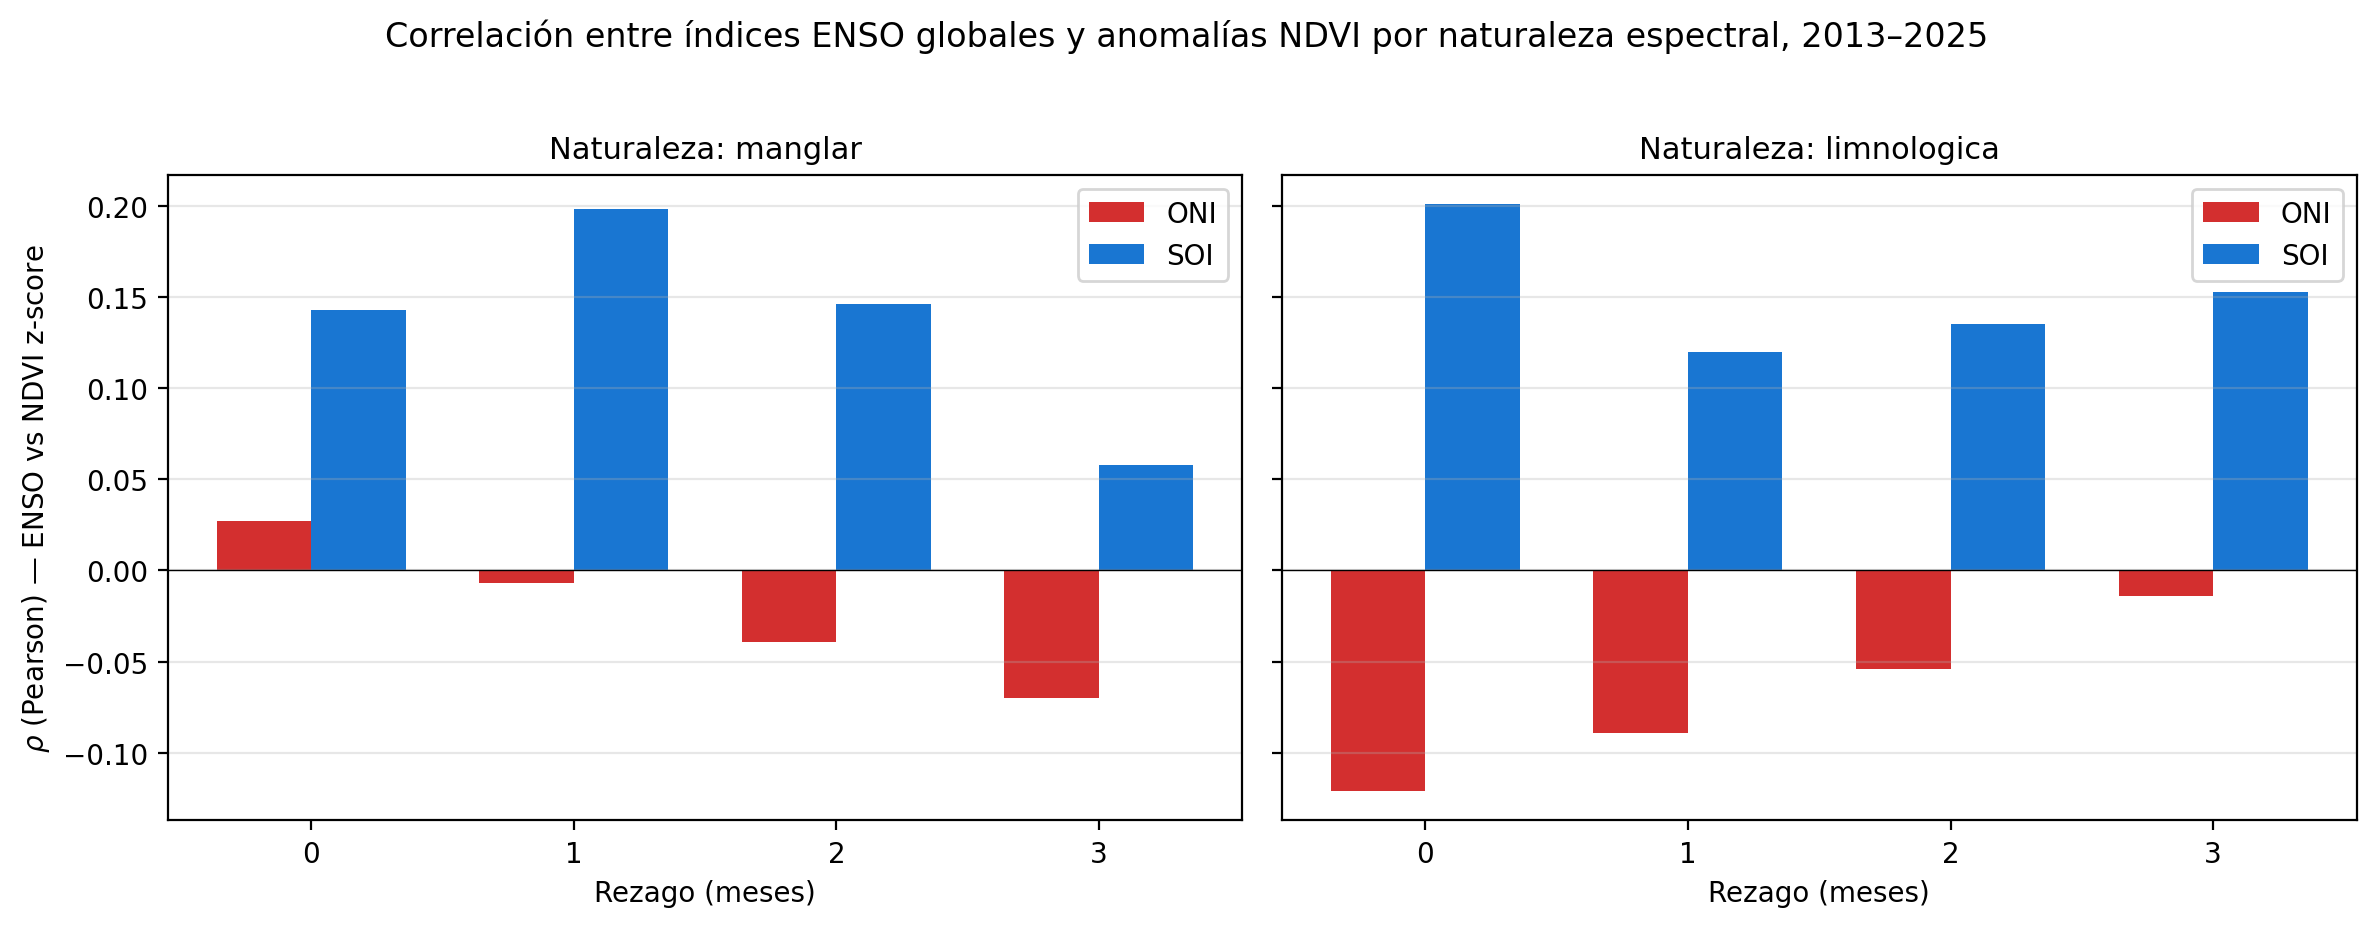 Correlación entre índices ENSO globales y anomalías NDVI por naturaleza espectral, 2013–2025
Naturaleza: manglar
ρ (Pearson) — ENSO vs NDVI z-score
0.20
0.15
0.10
0.05
0.00
−0.05
−0.10
ONI
SOI
0 1 2 3
Rezago (meses)
Naturaleza: limnologica
ONI
SOI
0 1 2 3
Rezago (meses)